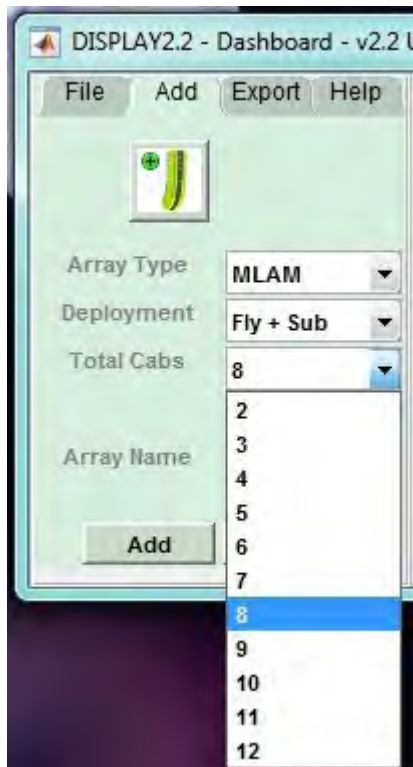 DISPLAY2.2 - Dashboard - v2.2
File Add Export Help
Array Type MLAM
Deployment Fly + Sub
Total Cabs 8
2
3
Array Name
4
5
Add
6
7
8
9
10
11
12